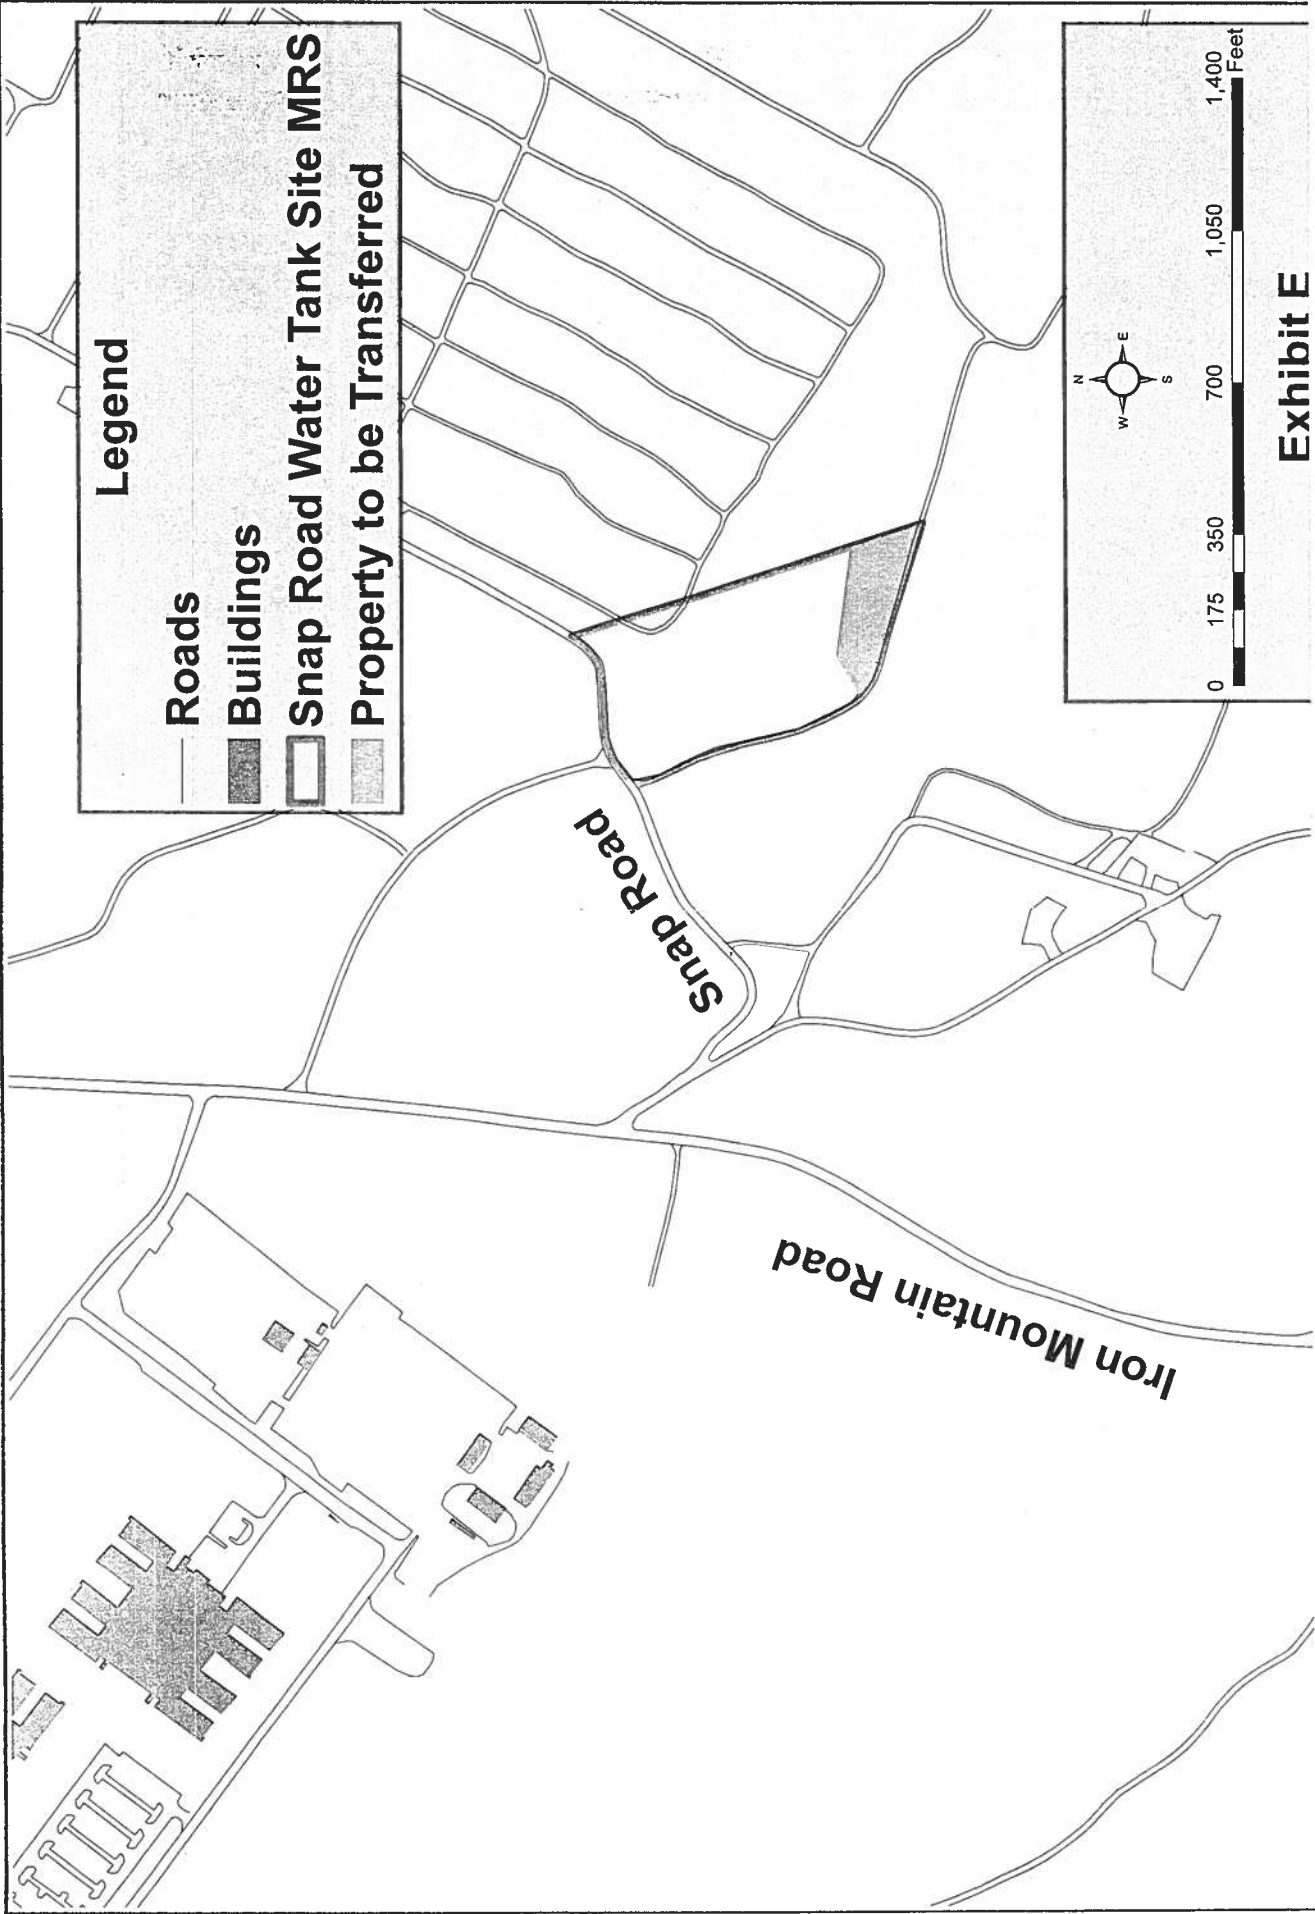 Legend
Roads
Buildings
Snap Road Water Tank Site MRS
Property to be Transferred
Snap Road
Iron Mountain Road
N
W
E
S
0 175 350 700 1,050 1,400
Feet
Exhibit E